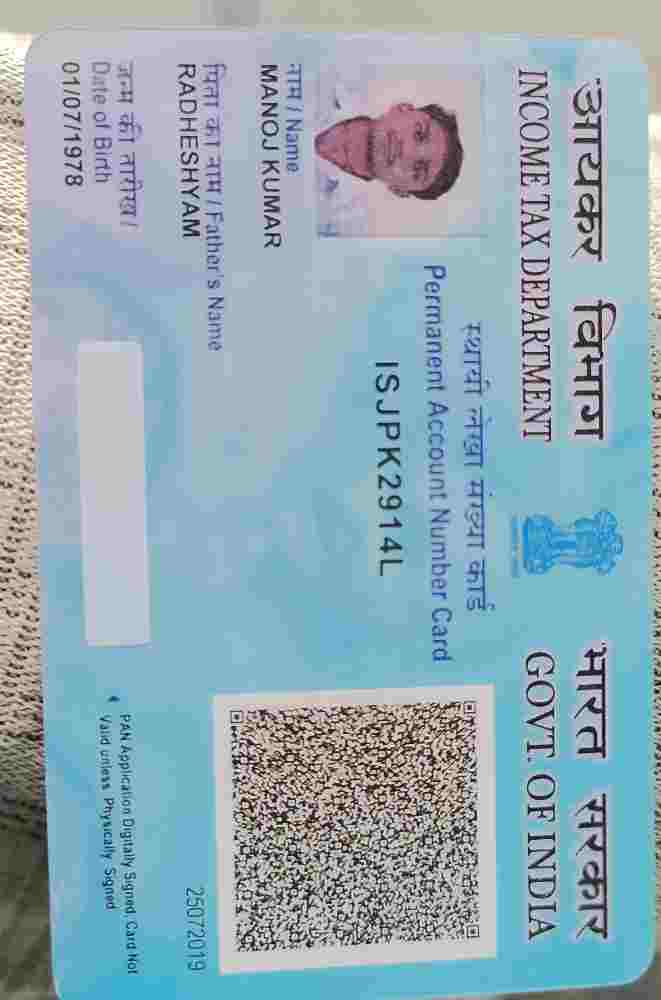 आयकर विभाग
INCOME TAX DEPARTMENT
भारत सरकार
GOVT. OF INDIA
स्थायी लेखा संख्या कार्ड
Permanent Account Number Card
ISJPK2914L
नाम / Name
MANOJ KUMAR
पिता का नाम / Father's Name
RADHESHYAM
जन्म की तारीख /
Date of Birth
01/07/1978
25072019
PAN Application Digitally Signed, Card Not
Valid unless Physically Signed